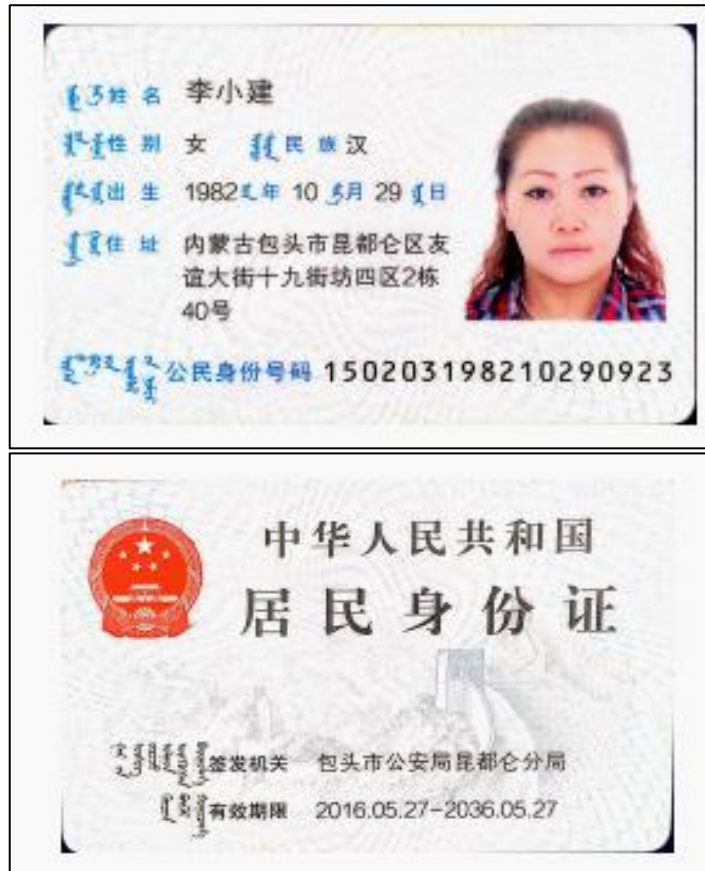 姓名 李小建
性别 女 民族 汉
出生 1982 年 10 月 29 日
住址 内蒙古包头市昆都仑区友
谊大街十九街坊四区2栋
40号
公民身份号码 150203198210290923
中华人民共和国
居民身份证
签发机关 包头市公安局昆都仑分局
有效期限 2016.05.27-2036.05.27